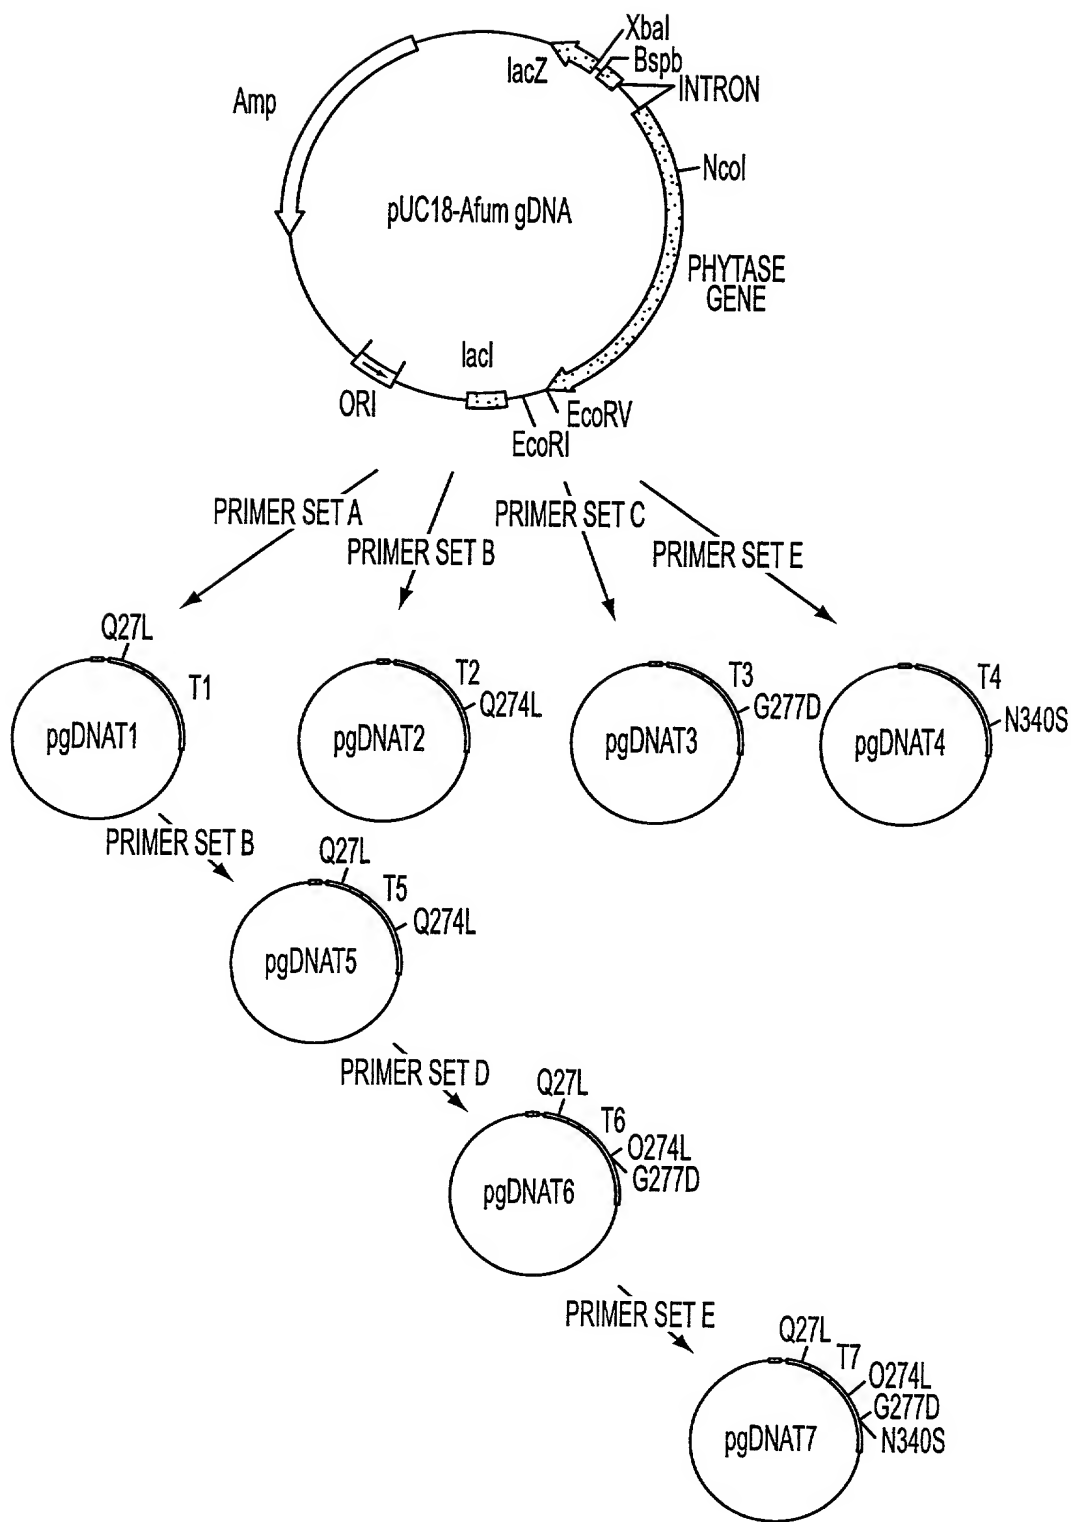 XbaI
Bspb
lacZ
INTRON
Amp
NcoI
pUC18-Afum gDNA
PHYTASE
GENE
lacI
ORI
EcoRV
EcoRI
PRIMER SET A
PRIMER SET C
PRIMER SET B
PRIMER SET E
Q27L
T1
pgDNAT1
T2
Q274L
pgDNAT2
T3
G277D
pgDNAT3
T4
N340S
pgDNAT4
PRIMER SET B
Q27L
T5
Q274L
pgDNAT5
PRIMER SET D
Q27L
T6
O274L
G277D
pgDNAT6
PRIMER SET E
Q27L
T7
O274L
G277D
N340S
pgDNAT7